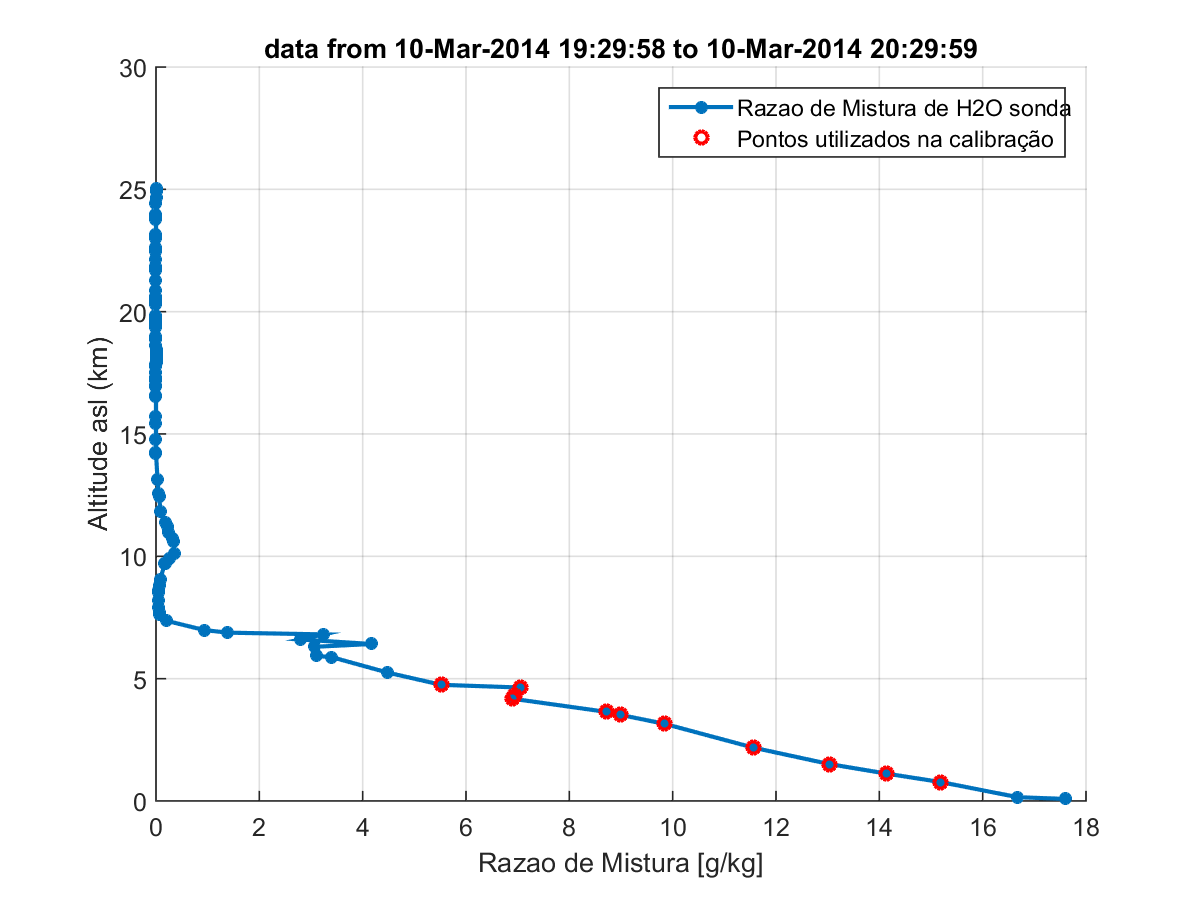 data from 10-Mar-2014 19:29:58 to 10-Mar-2014 20:29:59
Razao de Mistura de H2O sonda
Pontos utilizados na calibração
30
25
20
15
10
5
0
Altitude asl (km)
0 2 4 6 8 10 12 14 16 18
Razao de Mistura [g/kg]